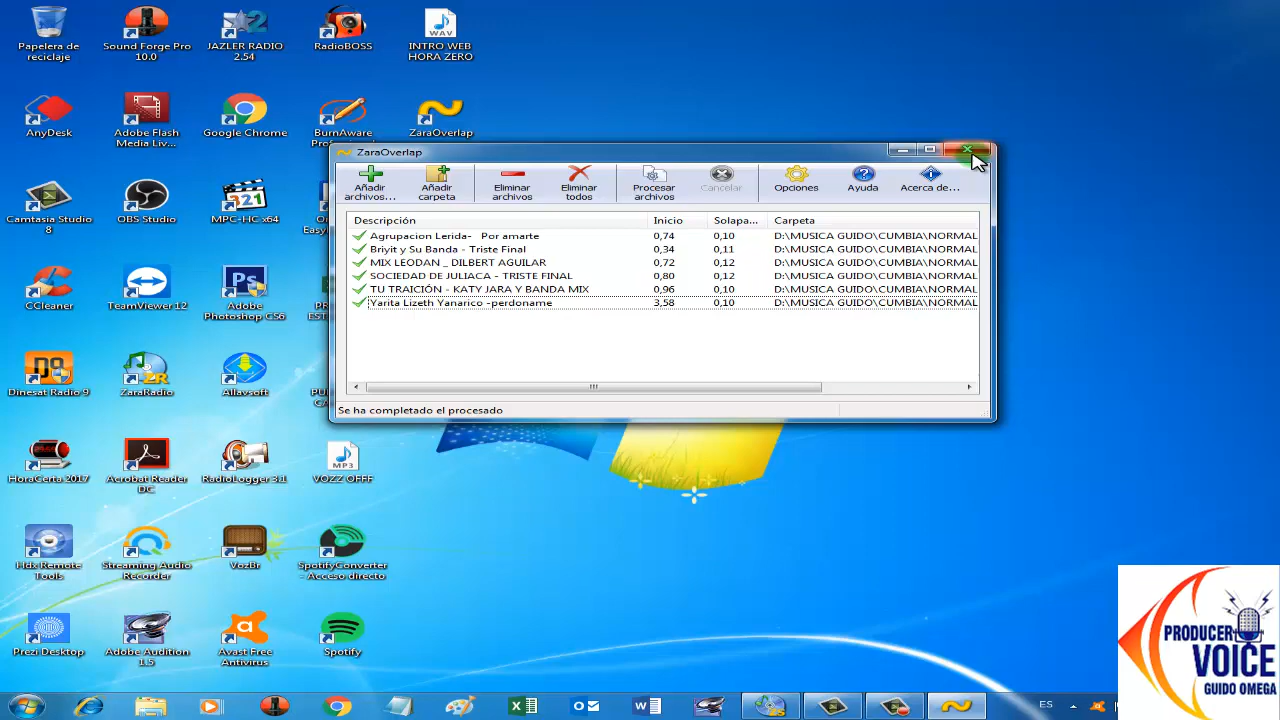 Papelera de
reciclaje
Sound Forge Pro
10.0
JAZLER RADIO
2.54
RadioBOSS
WAV
INTRO WEB
HORA ZERO
AnyDesk
Adobe Flash
Media Liv...
Google Chrome
BurnAware
ZaraOverlap
Camtasia Studio
8
OBS Studio
321
MPC-HC x64
CCleaner
TeamViewer 12
Ps
Adobe
Photoshop CS6
Dinesat Radio 9
ZaraRadio
Allavsoft
HoraCerta 2017
Acrobat Reader
DC
RadioLogger 3.1
MP3
VOZZ OFFF
Hdx Remote
Tools
Streaming Audio
Recorder
VozBr
SpotifyConverter
- Acceso directo
Prezi Desktop
Adobe Audition
1.5
Avast Free
Antivirus
Spotify
ZaraOverlap
Añadir
archivos...
Añadir
carpeta
Eliminar
archivos
Eliminar
todos
Procesar
archivos
Cancelar
Opciones
Ayuda
Acerca de...
Descripción Inicio Solapa... Carpeta
Agrupacion Lerida- Por amarte 0,74 0,10 D:\MUSICA GUIDO\CUMBIA\NORMAL
Briyit y Su Banda - Triste Final 0,34 0,11 D:\MUSICA GUIDO\CUMBIA\NORMAL
MIX LEODAN _ DILBERT AGUILAR 0,72 0,12 D:\MUSICA GUIDO\CUMBIA\NORMAL
SOCIEDAD DE JULIACA - TRISTE FINAL 0,80 0,12 D:\MUSICA GUIDO\CUMBIA\NORMAL
TU TRAICIÓN - KATY JARA Y BANDA MIX 0,96 0,10 D:\MUSICA GUIDO\CUMBIA\NORMAL
Yarita Lizeth Yanarico -perdoname 3,58 0,10 D:\MUSICA GUIDO\CUMBIA\NORMAL
Se ha completado el procesado
PRODUCER
VOICE
GUIDO OMEGA
ES